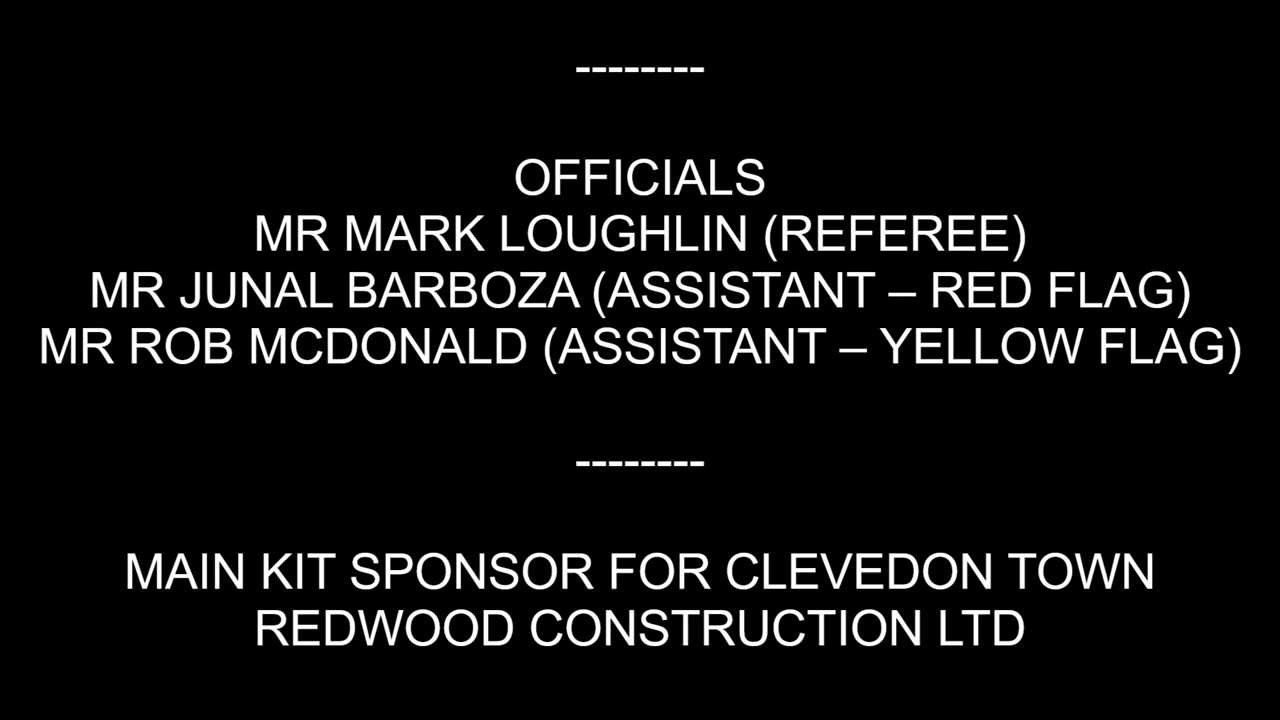 --------
OFFICIALS
MR MARK LOUGHLIN (REFEREE)
MR JUNAL BARBOZA (ASSISTANT – RED FLAG)
MR ROB MCDONALD (ASSISTANT – YELLOW FLAG)
--------
MAIN KIT SPONSOR FOR CLEVEDON TOWN
REDWOOD CONSTRUCTION LTD